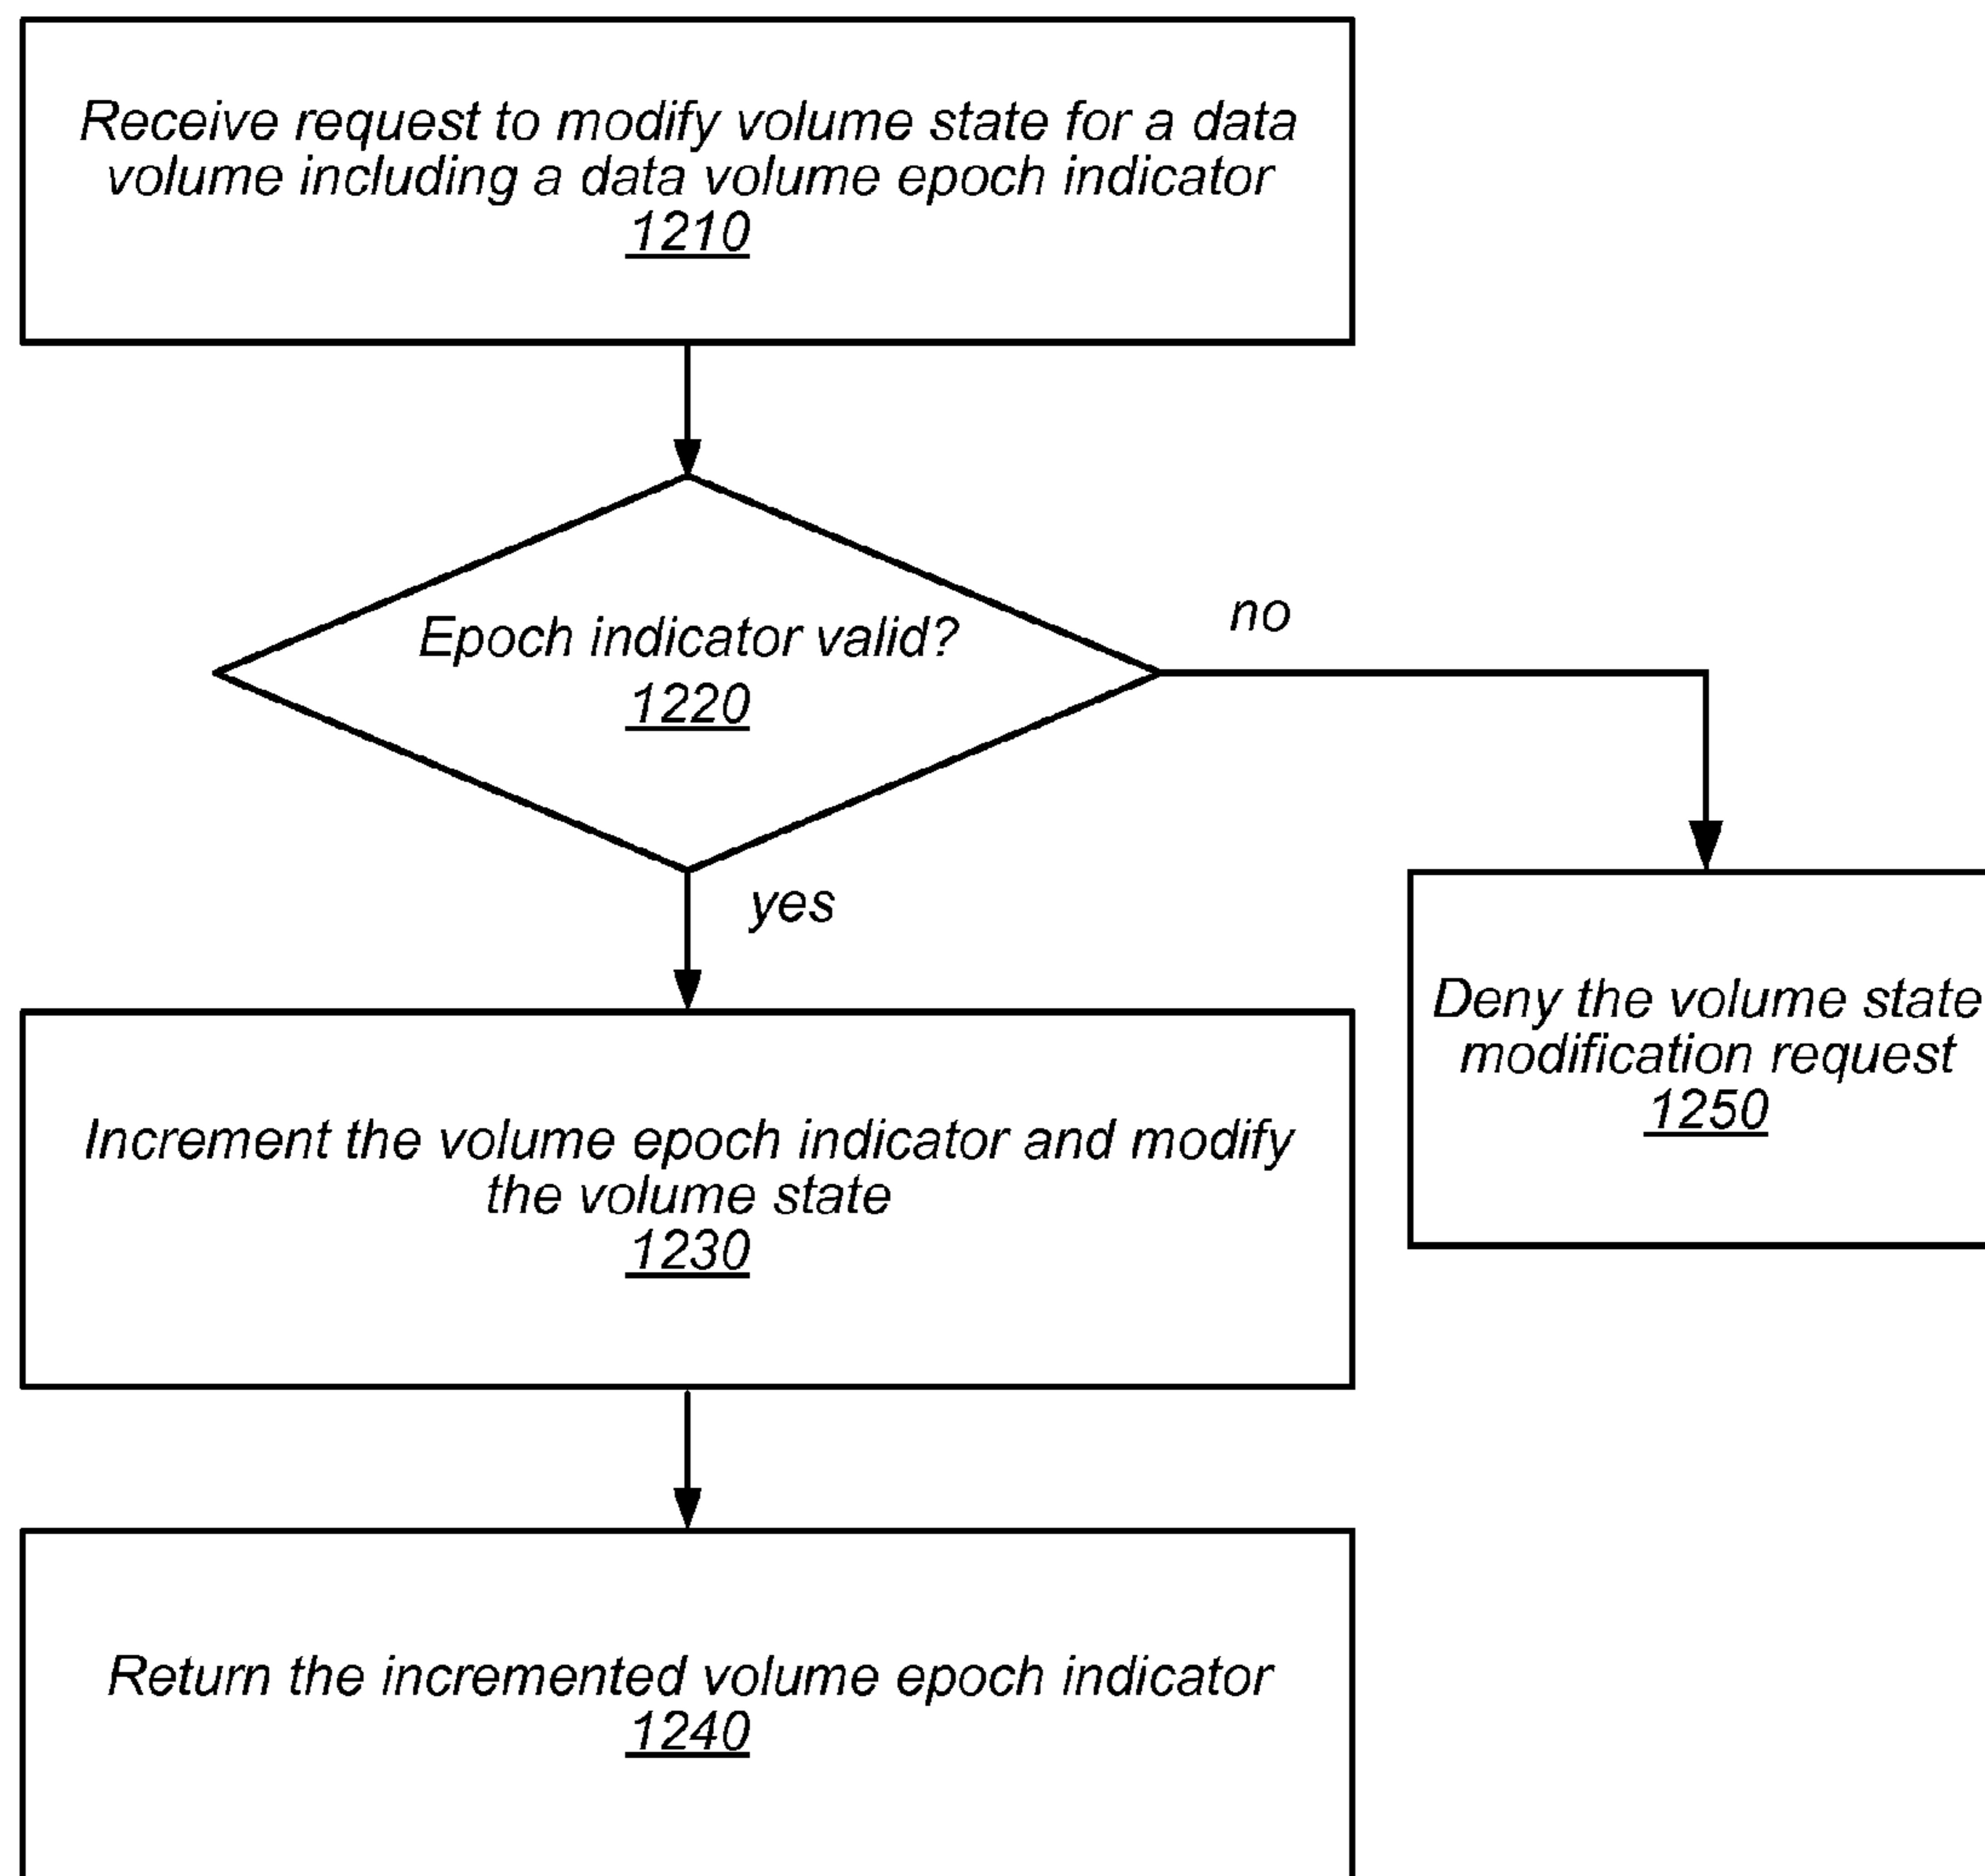 Receive request to modify volume state for a data
volume including a data volume epoch indicator
1210
Epoch indicator valid?
1220
no
yes
Deny the volume state
modification request
1250
Increment the volume epoch indicator and modify
the volume state
1230
Return the incremented volume epoch indicator
1240